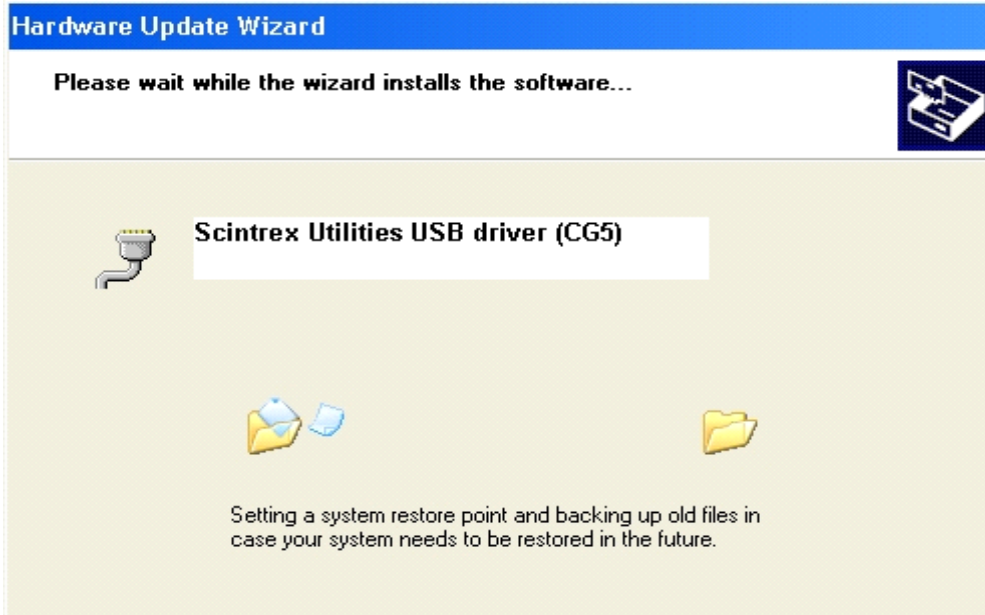 Hardware Update Wizard
Please wait while the wizard installs the software...
Scintrex Utilities USB driver (CG5)
Setting a system restore point and backing up old files in
case your system needs to be restored in the future.